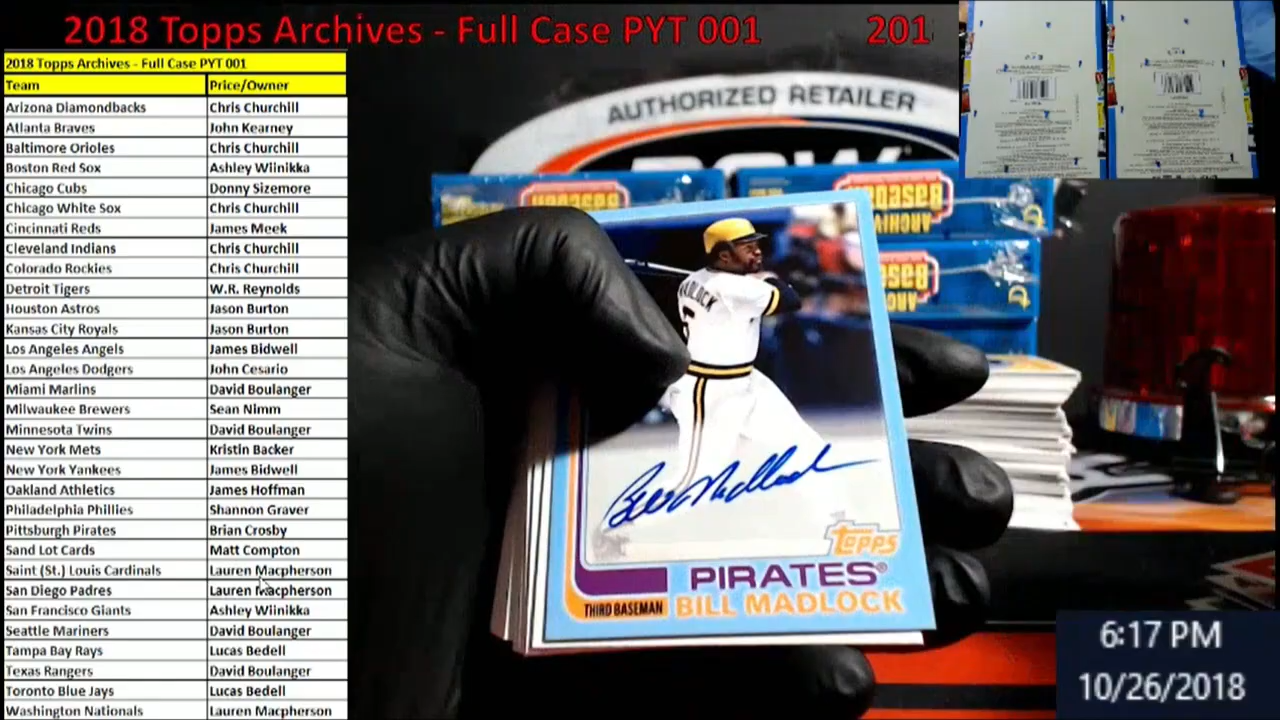 2018 Topps Archives - Full Case PYT 001 201
2018 Topps Archives - Full Case PYT 001
Team Price/Owner
Arizona Diamondbacks Chris Churchill
Atlanta Braves John Kearney
Baltimore Orioles Chris Churchill
Boston Red Sox Ashley Wiinikka
Chicago Cubs Donny Sizemore
Chicago White Sox Chris Churchill
Cincinnati Reds James Meek
Cleveland Indians Chris Churchill
Colorado Rockies Chris Churchill
Detroit Tigers W.R. Reynolds
Houston Astros Jason Burton
Kansas City Royals Jason Burton
Los Angeles Angels James Bidwell
Los Angeles Dodgers John Cesario
Miami Marlins David Boulanger
Milwaukee Brewers Sean Nimm
Minnesota Twins David Boulanger
New York Mets Kristin Backer
New York Yankees James Bidwell
Oakland Athletics James Hoffman
Philadelphia Phillies Shannon Graver
Pittsburgh Pirates Brian Crosby
Sand Lot Cards Matt Compton
Saint (St.) Louis Cardinals Lauren Macpherson
San Diego Padres Lauren Macpherson
San Francisco Giants Ashley Wiinikka
Seattle Mariners David Boulanger
Tampa Bay Rays Lucas Bedell
Texas Rangers David Boulanger
Toronto Blue Jays Lucas Bedell
Washington Nationals Lauren Macpherson
AUTHORIZED RETAILER
Bill Madlock
Topps
PIRATES®
THIRD BASEMAN BILL MADLOCK
6:17 PM
10/26/2018